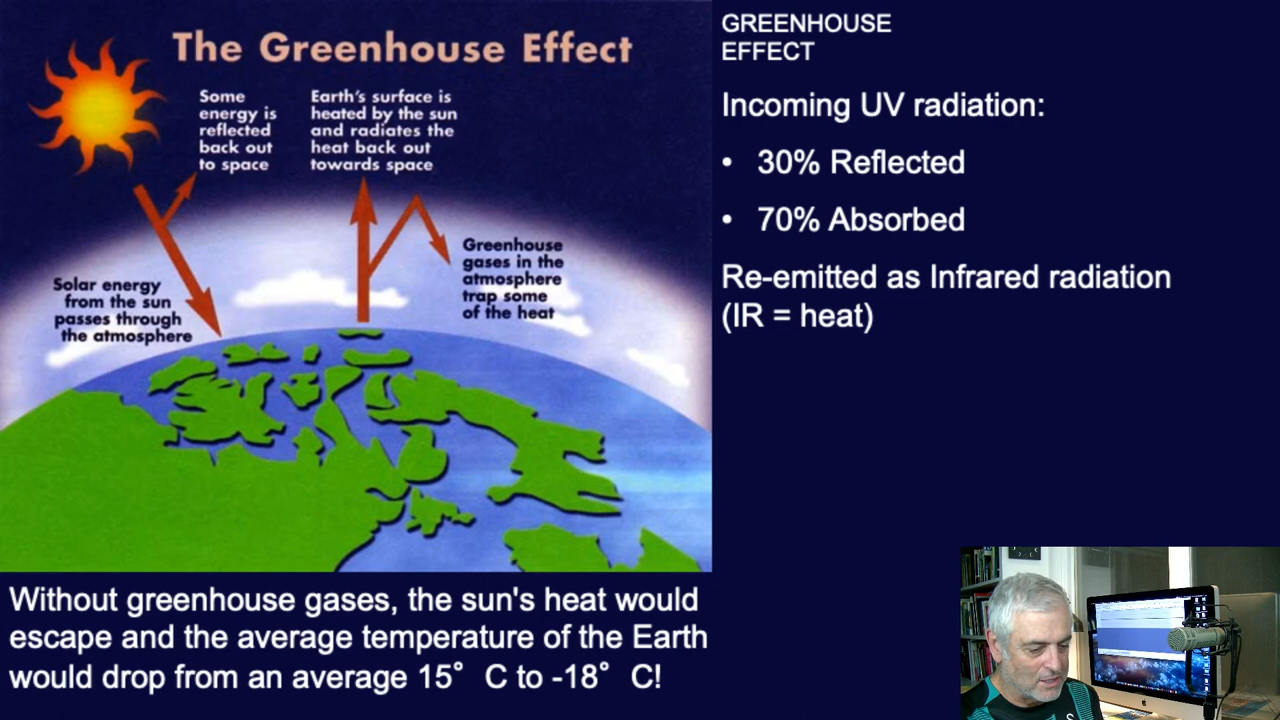 The Greenhouse Effect
Some
energy is
reflected
back out
to space
Earth's surface is
heated by the sun
and radiates the
heat back out
towards space
Greenhouse
gases in the
atmosphere
trap some
of the heat
Solar energy
from the sun
passes through
the atmosphere
Without greenhouse gases, the sun's heat would
escape and the average temperature of the Earth
would drop from an average 15° C to -18° C!
GREENHOUSE
EFFECT
Incoming UV radiation:
• 30% Reflected
• 70% Absorbed
Re-emitted as Infrared radiation
(IR = heat)